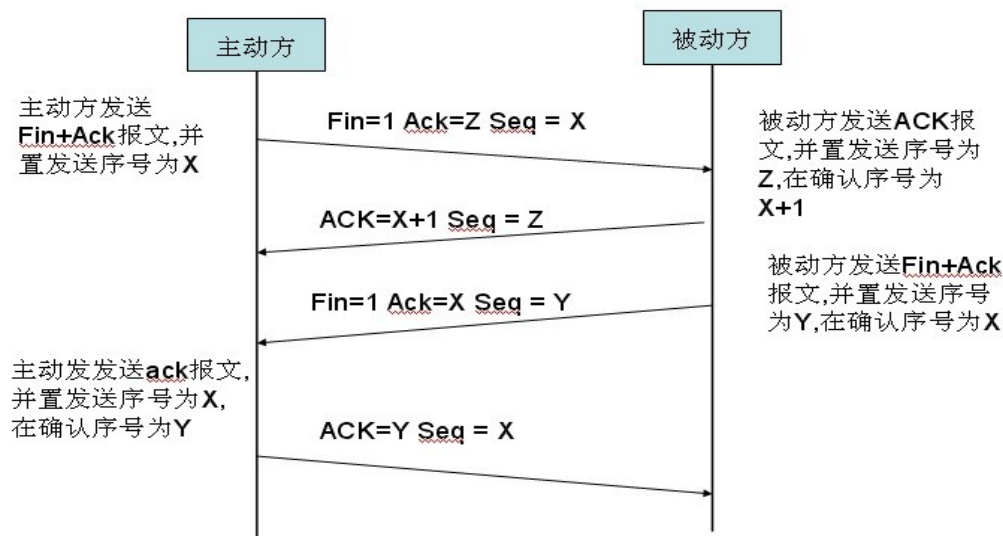 主动方
被动方
主动方发送
Fin+Ack报文,并
置发送序号为X
Fin=1 Ack=Z Seq = X
被动方发送ACK报
文,并置发送序号为
Z,在确认序号为
X+1
ACK=X+1 Seq = Z
被动方发送Fin+Ack
报文,并置发送序号
为Y,在确认序号为X
Fin=1 Ack=X Seq = Y
主动发发送ack报文,
并置发送序号为X,
在确认序号为Y
ACK=Y Seq = X